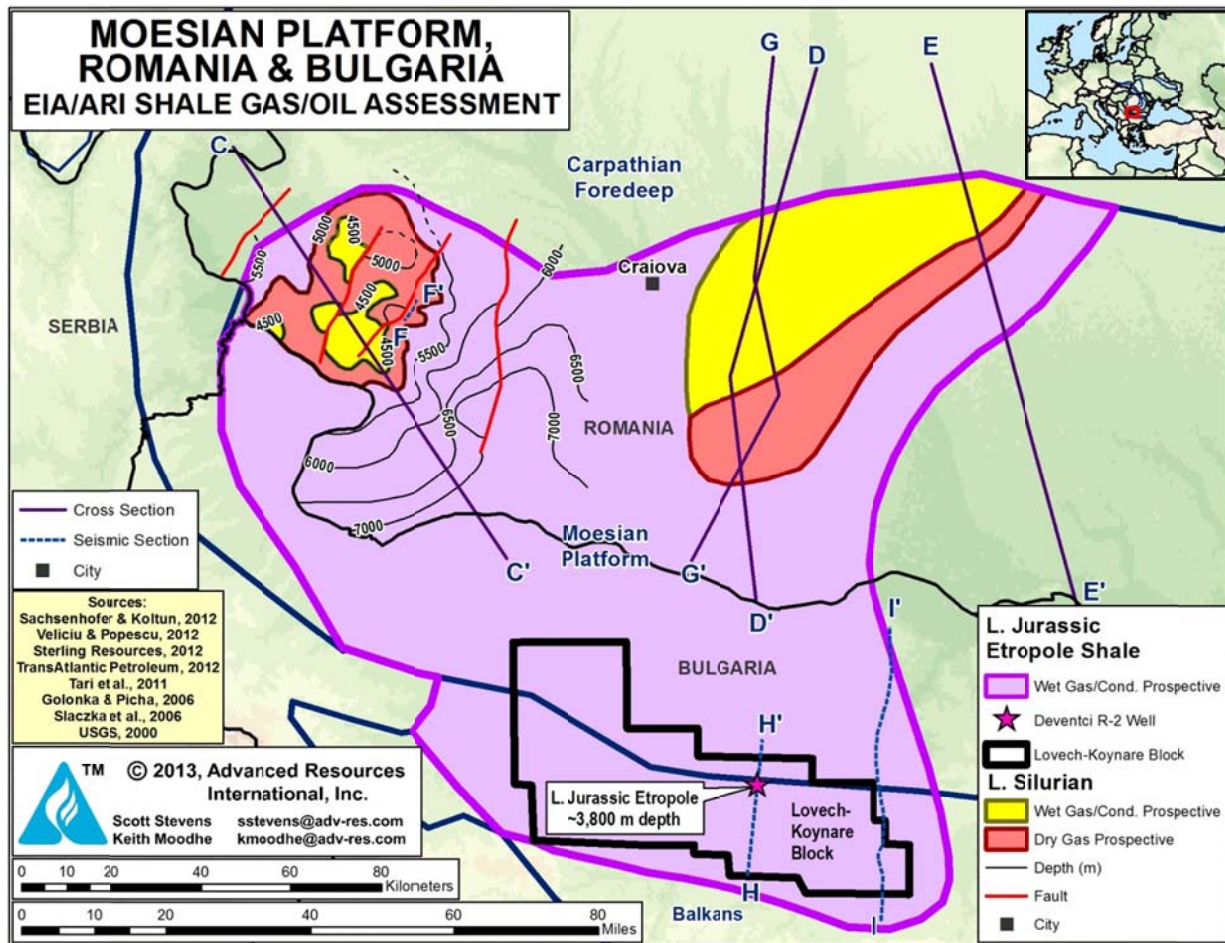 MOESIAN PLATFORM,
ROMANIA & BULGARIA
EIA/ARI SHALE GAS/OIL ASSESSMENT
G
D
E
C
Carpathian
Foredeep
Craiova
SERBIA
5500
5000
4500
5000
4500
4500
4500
F'
F
5500
6000
6500
6500
7000
6000
7000
ROMANIA
Moesian
Platform
C'
G'
D'
E'
I'
BULGARIA
H'
L. Jurassic Etropole
~3,800 m depth
Lovech-
Koynare
Block
H
I
Balkans
Cross Section
Seismic Section
City
Sources:
Sachsenhofer & Koltun, 2012
Veliciu & Popescu, 2012
Sterling Resources, 2012
TransAtlantic Petroleum, 2012
Tari et al., 2011
Golonka & Picha, 2006
Slaczka et al., 2006
USGS, 2000
TM
© 2013, Advanced Resources
International, Inc.
Scott Stevens sstevens@adv-res.com
Keith Moodhe kmoodhe@adv-res.com
0 10 20 40 60 80
Kilometers
0 10 20 40 60 80
Miles
L. Jurassic
Etropole Shale
Wet Gas/Cond. Prospective
Deventci R-2 Well
Lovech-Koynare Block
L. Silurian
Wet Gas/Cond. Prospective
Dry Gas Prospective
Depth (m)
Fault
City